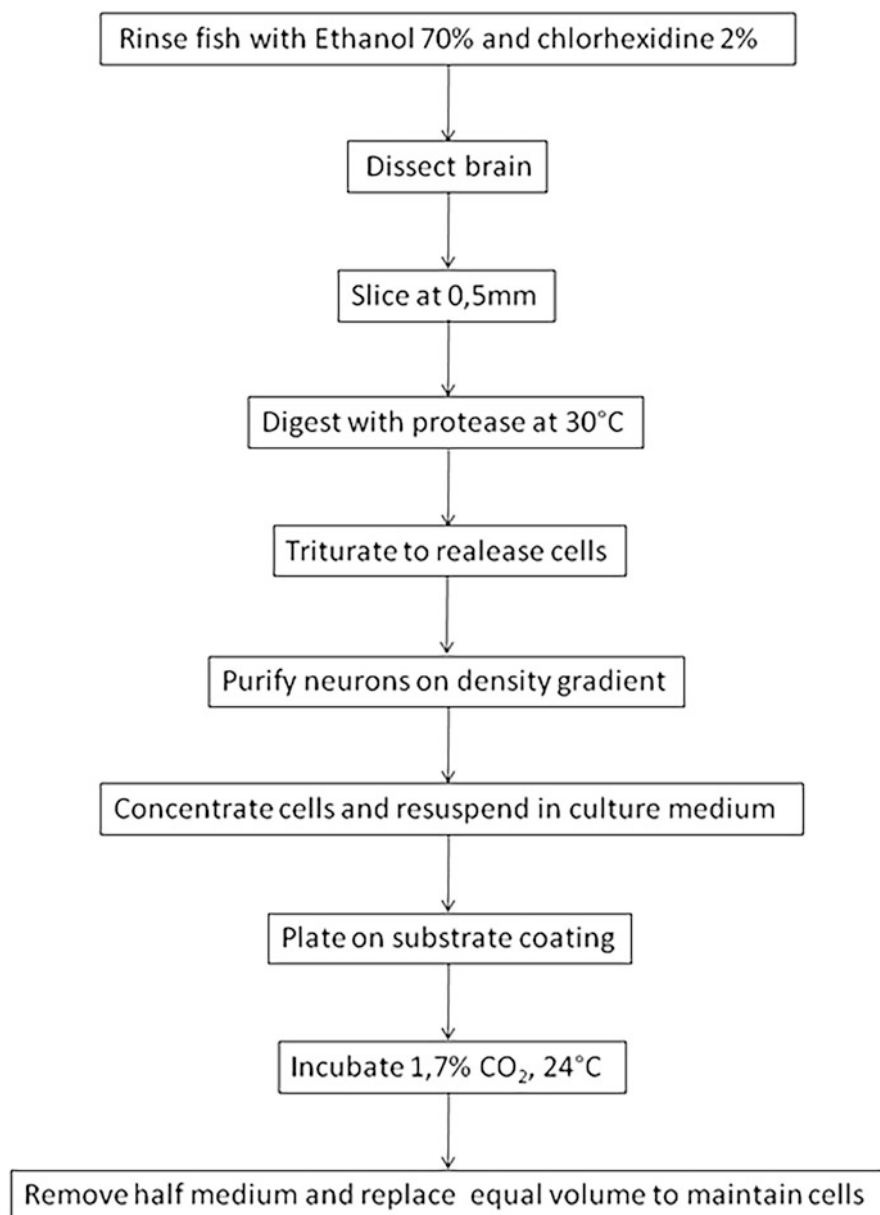 Rinse fish with Ethanol 70% and chlorhexidine 2%
Dissect brain
Slice at 0,5mm
Digest with protease at 30°C
Triturate to realease cells
Purify neurons on density gradient
Concentrate cells and resuspend in culture medium
Plate on substrate coating
Incubate 1,7% CO₂, 24°C
Remove half medium and replace equal volume to maintain cells